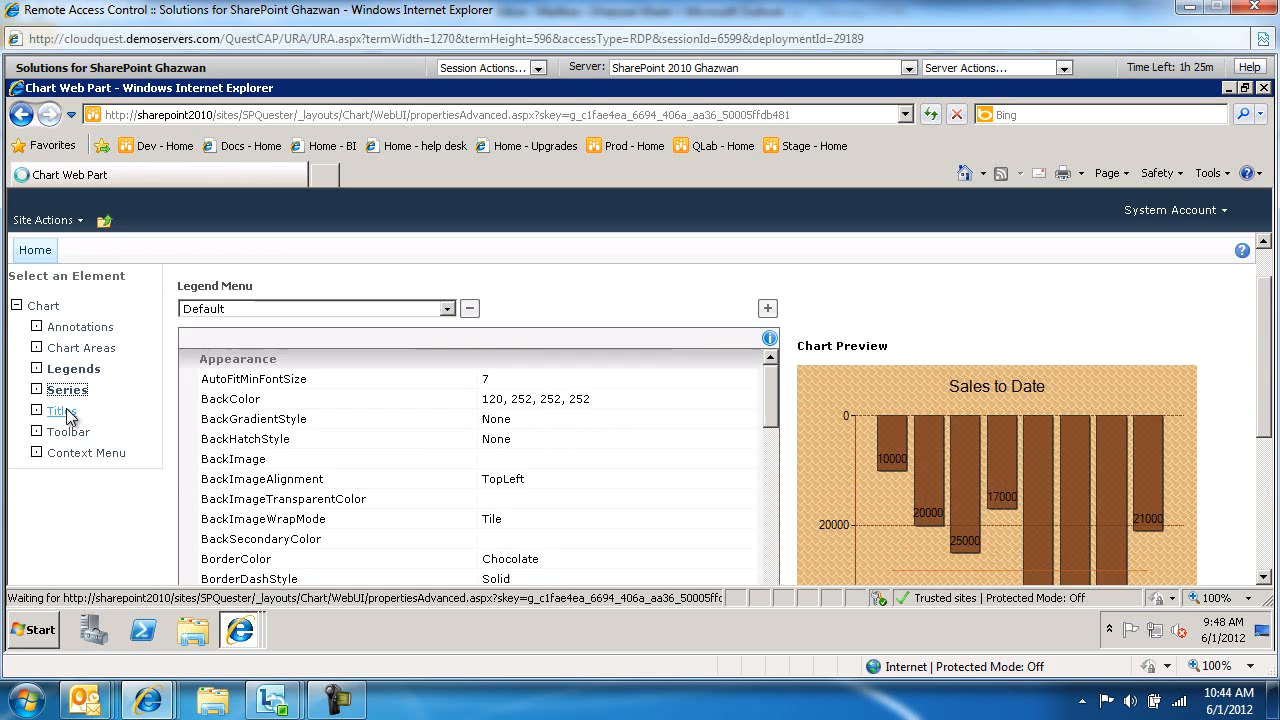 Remote Access Control :: Solutions for SharePoint Ghazwan - Windows Internet Explorer
http://cloudquest.demoservers.com/QuestCAP/URA/URA.aspx?termWidth=1270&termHeight=596&accessType=RDP&sessionId=6599&deploymentId=29189
Solutions for SharePoint Ghazwan
Session Actions...
Server:
SharePoint 2010 Ghazwan
Server Actions...
Time Left: 1h 25m
Help
Chart Web Part - Windows Internet Explorer
http://sharepoint2010/sites/SPQuester/_layouts/Chart/WebUI/propertiesAdvanced.aspx?skey=g_c1fae4ea_6694_406a_aa36_50005ffdb481
Bing
Favorites
Dev - Home
Docs - Home
Home - BI
Home - help desk
Home - Upgrades
Prod - Home
QLab - Home
Stage - Home
Chart Web Part
Page
Safety
Tools
Site Actions
System Account
Home
Select an Element
Chart
Annotations
Chart Areas
Legends
Series
Titles
Toolbar
Context Menu
Legend Menu
Default
Appearance
AutoFitMinFontSize 7
BackColor 120, 252, 252, 252
BackGradientStyle None
BackHatchStyle None
BackImage
BackImageAlignment TopLeft
BackImageTransparentColor
BackImageWrapMode Tile
BackSecondaryColor
BorderColor Chocolate
BorderDashStyle Solid
Chart Preview
Sales to Date
0
10000
17000
20000
21000
20000
25000
Waiting for http://sharepoint2010/sites/SPQuester/_layouts/Chart/WebUI/propertiesAdvanced.aspx?skey=g_c1fae4ea_6694_406a_aa36_50005ff
Trusted sites | Protected Mode: Off
100%
Start
9:48 AM
6/1/2012
Internet | Protected Mode: Off
100%
10:44 AM
6/1/2012